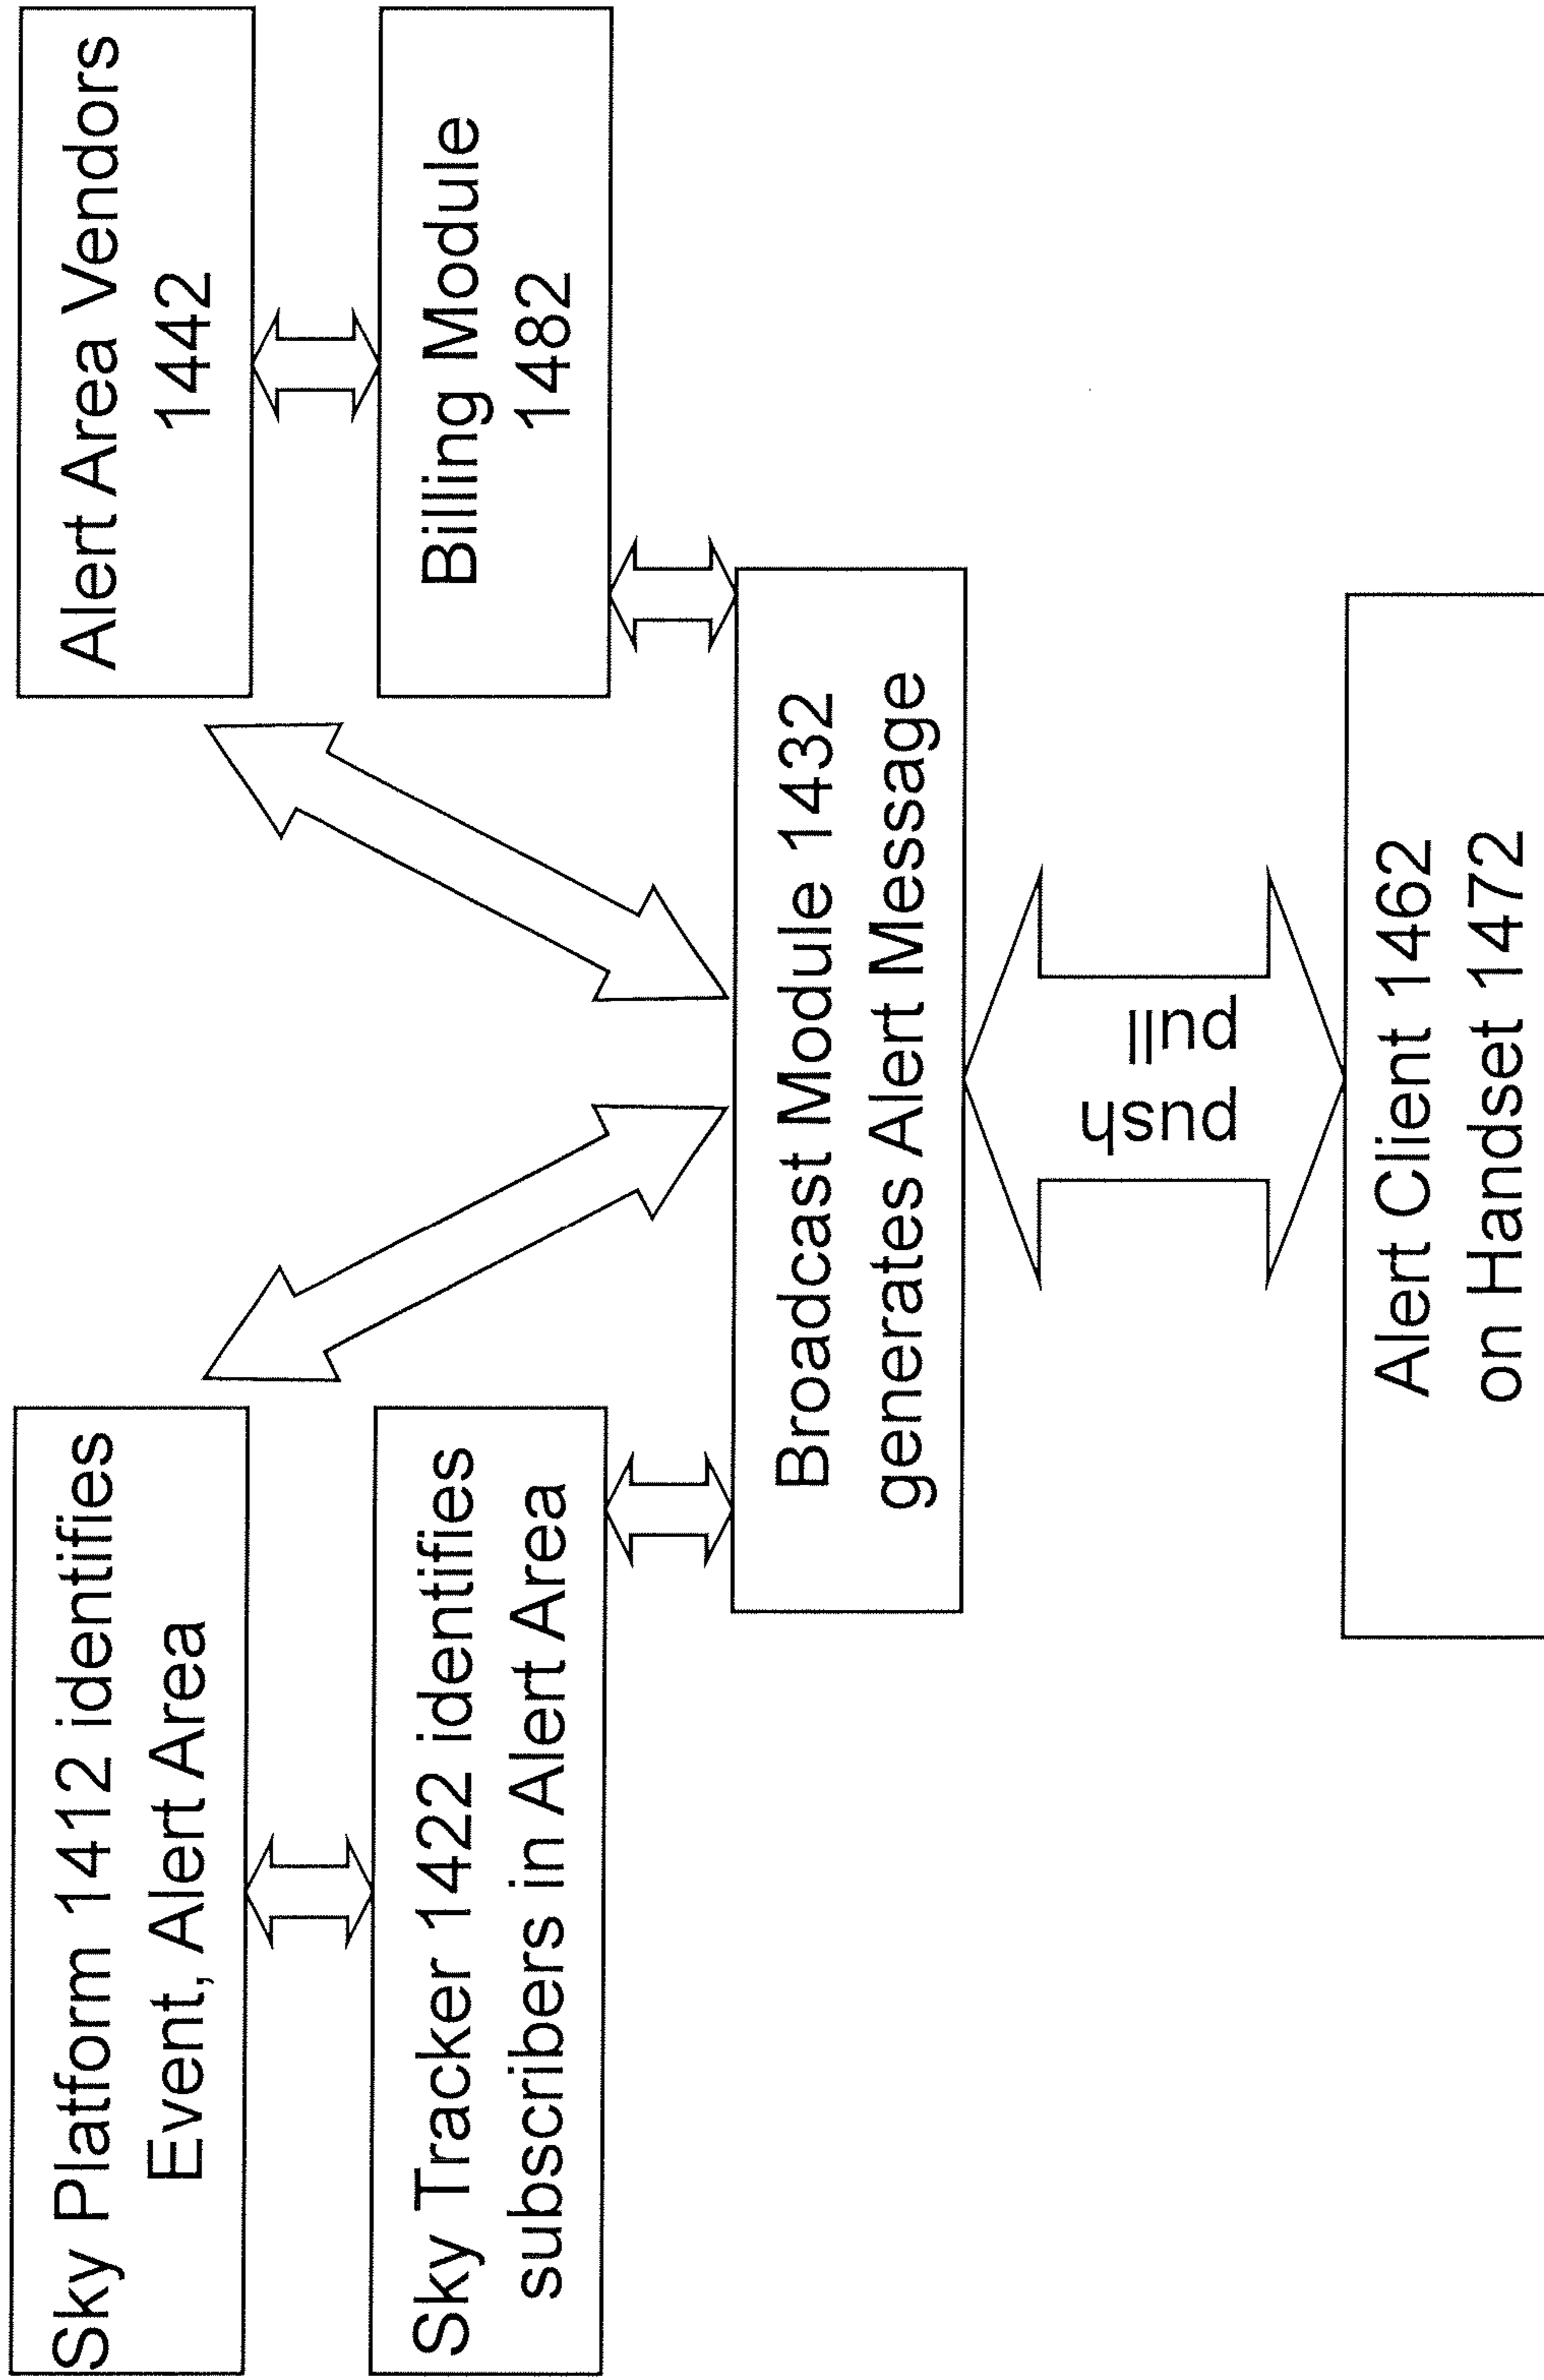 Sky Platform 1412 identifies
Event, Alert Area
Alert Area Vendors
1442
Sky Tracker 1422 identifies
subscribers in Alert Area
Billing Module
1482
Broadcast Module 1432
generates Alert Message
push
pull
Alert Client 1462
on Handset 1472